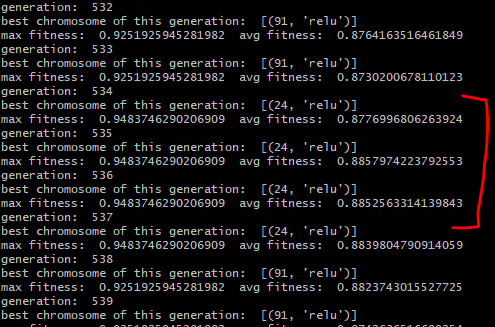 generation:  532
best chromosome of this generation:  [(91, 'relu')]
max fitness:  0.9251925945281982  avg fitness:  0.8764163516461849
generation:  533
best chromosome of this generation:  [(91, 'relu')]
max fitness:  0.9251925945281982  avg fitness:  0.8730200678110123
generation:  534
best chromosome of this generation:  [(24, 'relu')]
max fitness:  0.9483746290206909  avg fitness:  0.8776996806263924
generation:  535
best chromosome of this generation:  [(24, 'relu')]
max fitness:  0.9483746290206909  avg fitness:  0.8857974223792553
generation:  536
best chromosome of this generation:  [(24, 'relu')]
max fitness:  0.9483746290206909  avg fitness:  0.8852563314139843
generation:  537
best chromosome of this generation:  [(24, 'relu')]
max fitness:  0.9483746290206909  avg fitness:  0.8839804790914059
generation:  538
best chromosome of this generation:  [(91, 'relu')]
max fitness:  0.9251925945281982  avg fitness:  0.8823743015527725
generation:  539
best chromosome of this generation:  [(91, 'relu')]